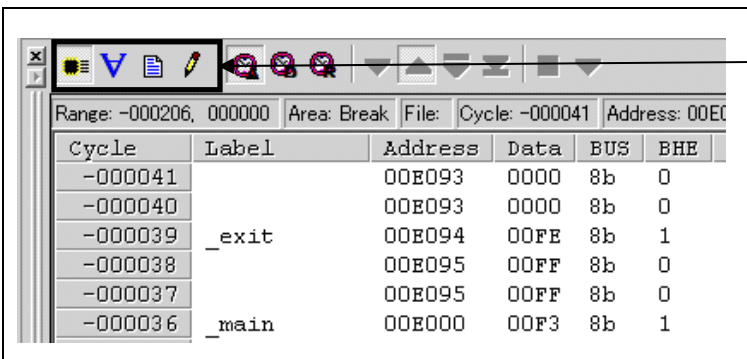 Range: -000206, 000000 Area: Break File: Cycle: -000041 Address: 00E0
Cycle Label Address Data BUS BHE
-000041 00E093 0000 8b 0
-000040 00E093 0000 8b 0
-000039 _exit 00E094 00FE 8b 1
-000038 00E095 00FF 8b 0
-000037 00E095 00FF 8b 0
-000036 _main 00E000 00F3 8b 1